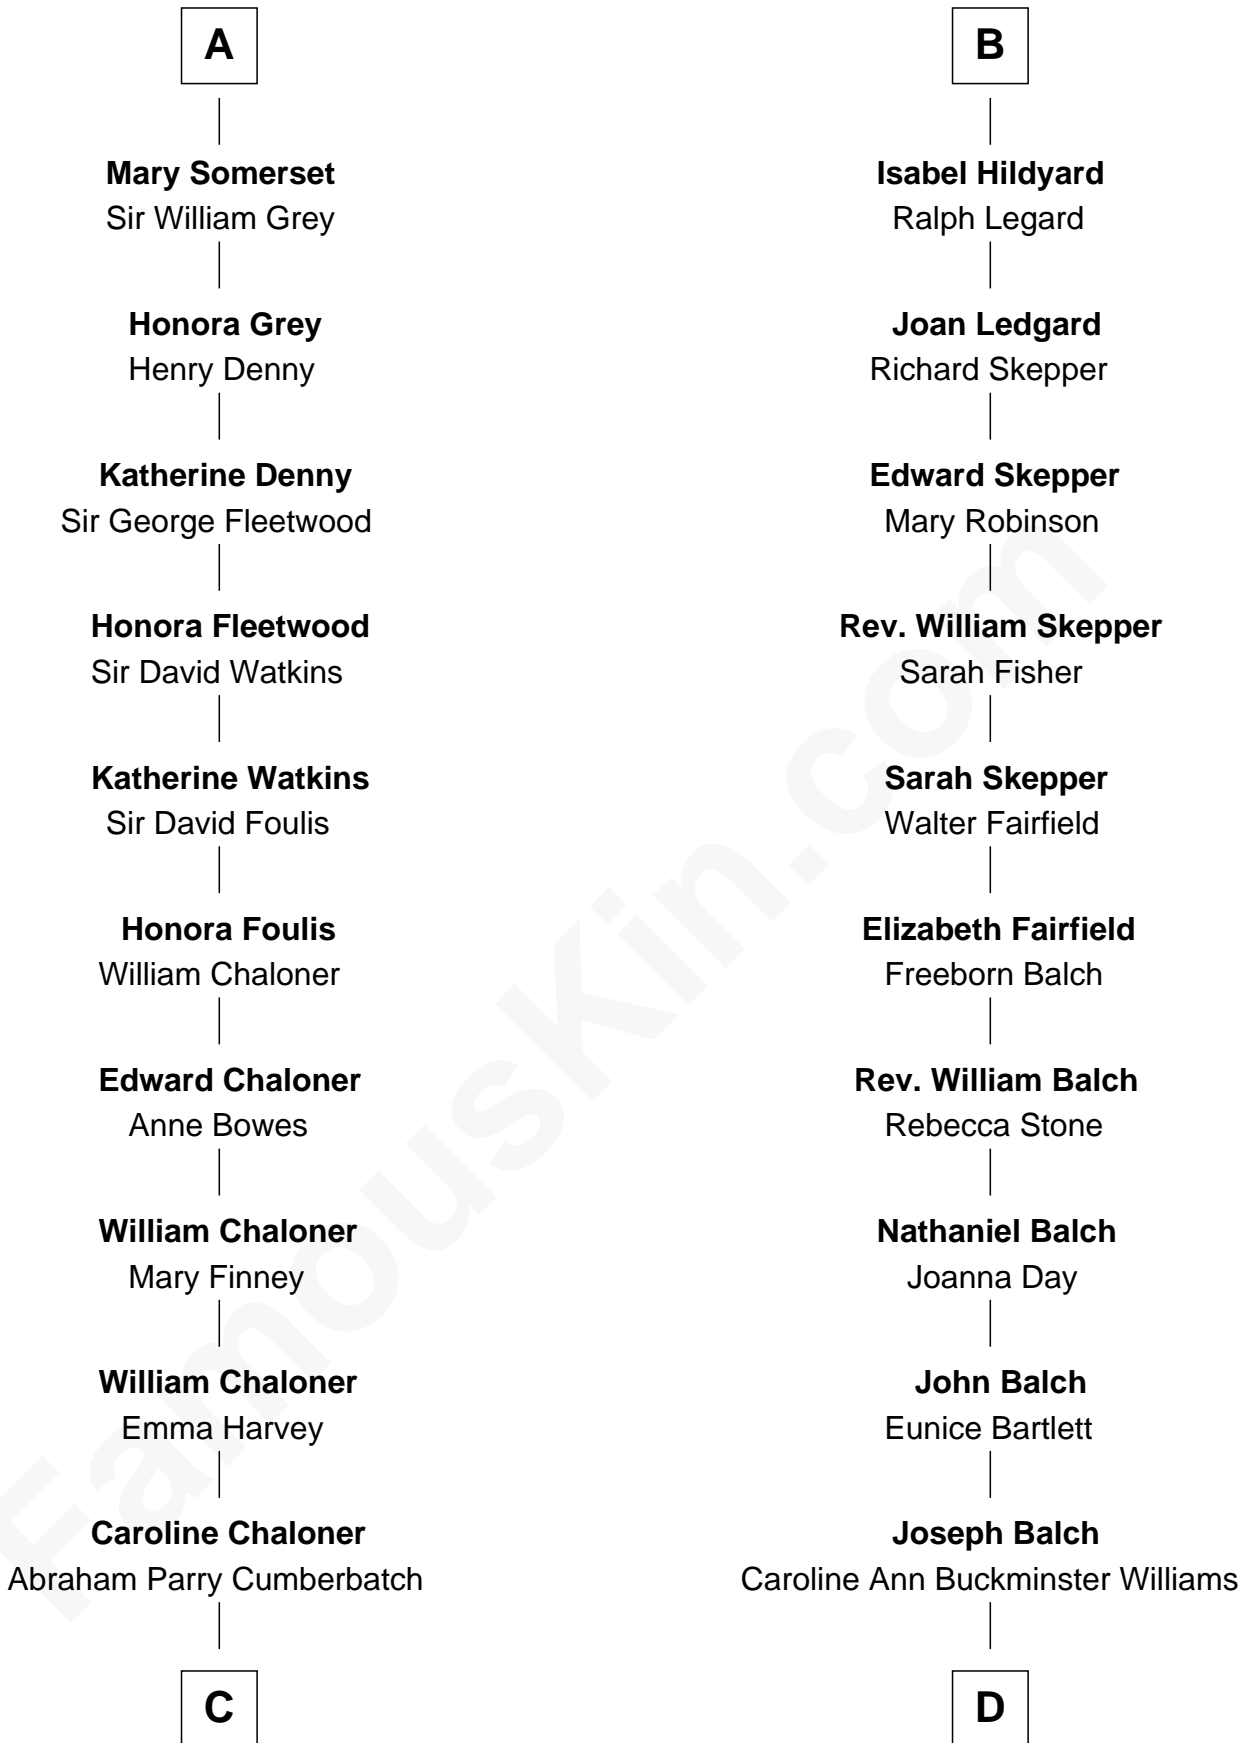 A
Mary Somerset
Sir William Grey
Honora Grey
Henry Denny
Katherine Denny
Sir George Fleetwood
Honora Fleetwood
Sir David Watkins
Katherine Watkins
Sir David Foulis
Honora Foulis
William Chaloner
Edward Chaloner
Anne Bowes
William Chaloner
Mary Finney
William Chaloner
Emma Harvey
Caroline Chaloner
Abraham Parry Cumberbatch
C
B
Isabel Hildyard
Ralph Legard
Joan Ledgard
Richard Skepper
Edward Skepper
Mary Robinson
Rev. William Skepper
Sarah Fisher
Sarah Skepper
Walter Fairfield
Elizabeth Fairfield
Freeborn Balch
Rev. William Balch
Rebecca Stone
Nathaniel Balch
Joanna Day
John Balch
Eunice Bartlett
Joseph Balch
Caroline Ann Buckminster Williams
D
FamousKin.com